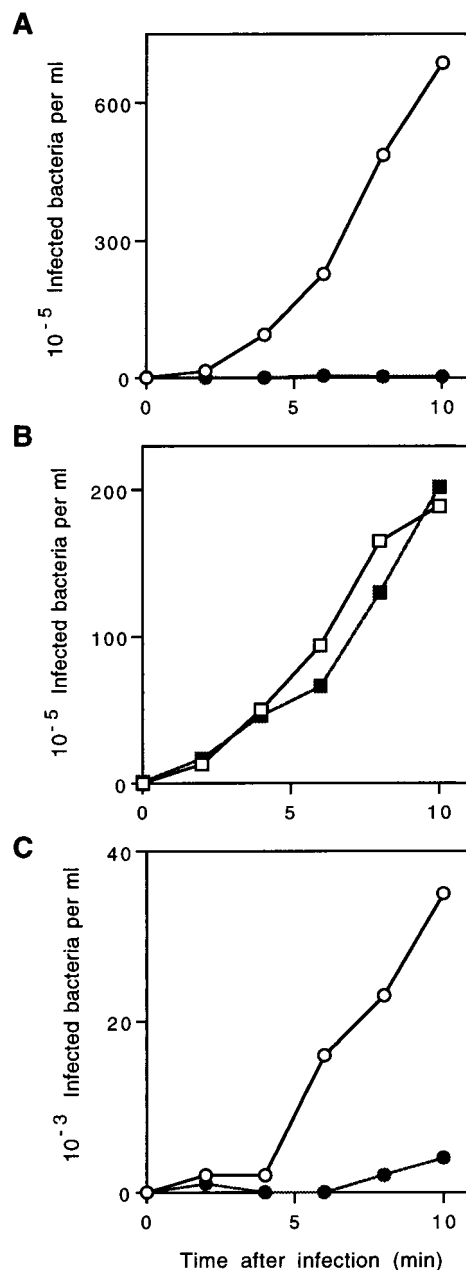 A
10⁻⁵ Infected bacteria per ml
600
300
0
0 5 10
B
10⁻⁵ Infected bacteria per ml
200
100
0
0 5 10
C
10⁻³ Infected bacteria per ml
40
20
0
0 5 10
Time after infection (min)